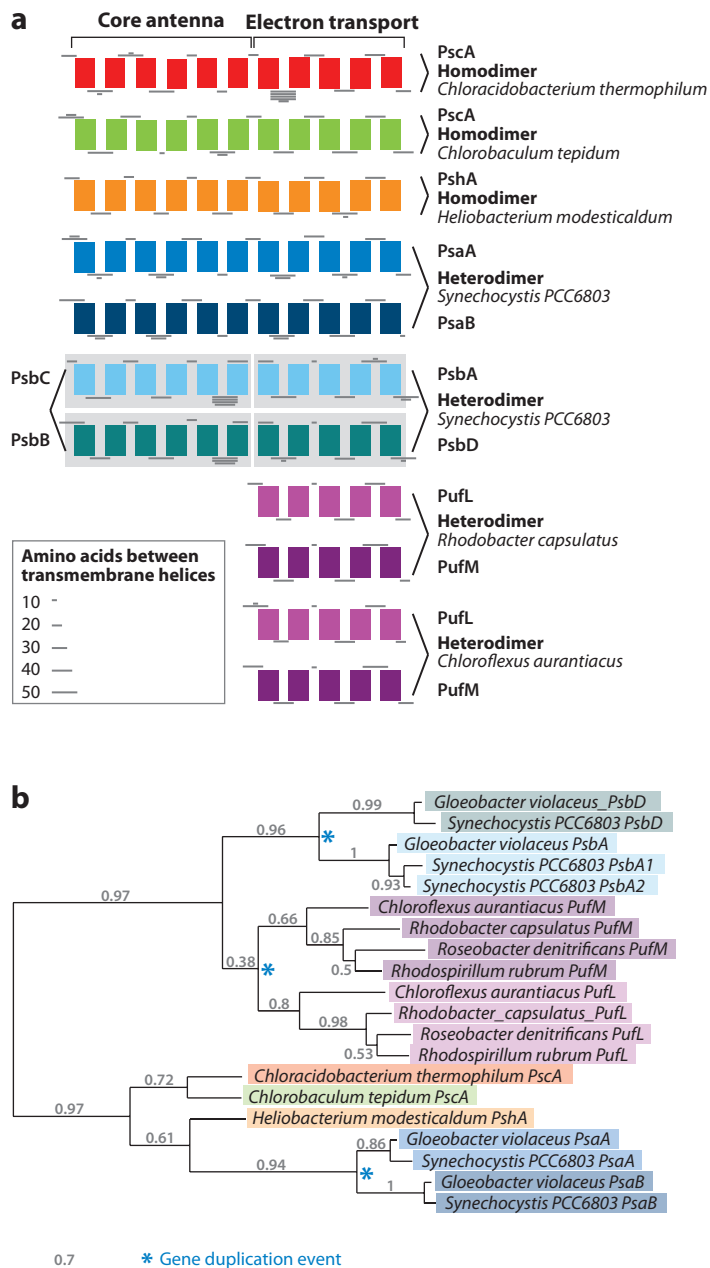 a
Core antenna
Electron transport
PscA
Homodimer
Chloracidobacterium thermophilum
PscA
Homodimer
Chlorobaculum tepidum
PshA
Homodimer
Heliobacterium modesticaldum
PsaA
Heterodimer
Synechocystis PCC6803
PsaB
PsbC
PsbB
PsbA
Heterodimer
Synechocystis PCC6803
PsbD
PufL
Heterodimer
Rhodobacter capsulatus
PufM
PufL
Heterodimer
Chloroflexus aurantiacus
PufM
Amino acids between
transmembrane helices
10
20
30
40
50
b
0.99
Gloeobacter violaceus_PsbD
Synechocystis PCC6803 PsbD
0.96
*
Gloeobacter violaceus PsbA
1
Synechocystis PCC6803 PsbA1
0.93
Synechocystis PCC6803 PsbA2
0.97
Chloroflexus aurantiacus PufM
0.66
Rhodobacter capsulatus PufM
0.85
Roseobacter denitrificans PufM
0.38
*
0.5
Rhodospirillum rubrum PufM
Chloroflexus aurantiacus PufL
0.8
Rhodobacter_capsulatus_PufL
0.98
Roseobacter denitrificans PufL
0.53
Rhodospirillum rubrum PufL
Chloracidobacterium thermophilum PscA
0.72
Chlorobaculum tepidum PscA
0.97
Heliobacterium modesticaldum PshA
0.61
Gloeobacter violaceus PsaA
0.86
Synechocystis PCC6803 PsaA
0.94
*
Gloeobacter violaceus PsaB
1
Synechocystis PCC6803 PsaB
0.7
* Gene duplication event